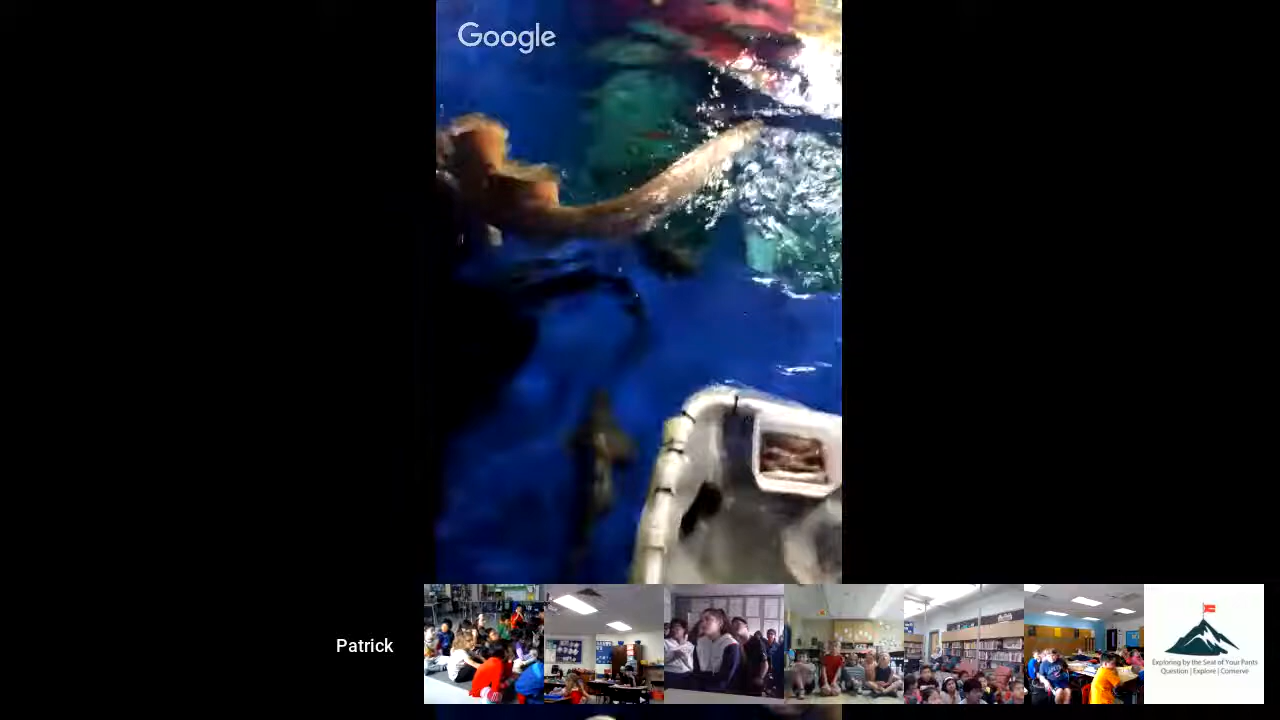 Google
Patrick
Exploring by the Seat of Your Pants
Question | Explore | Conserve